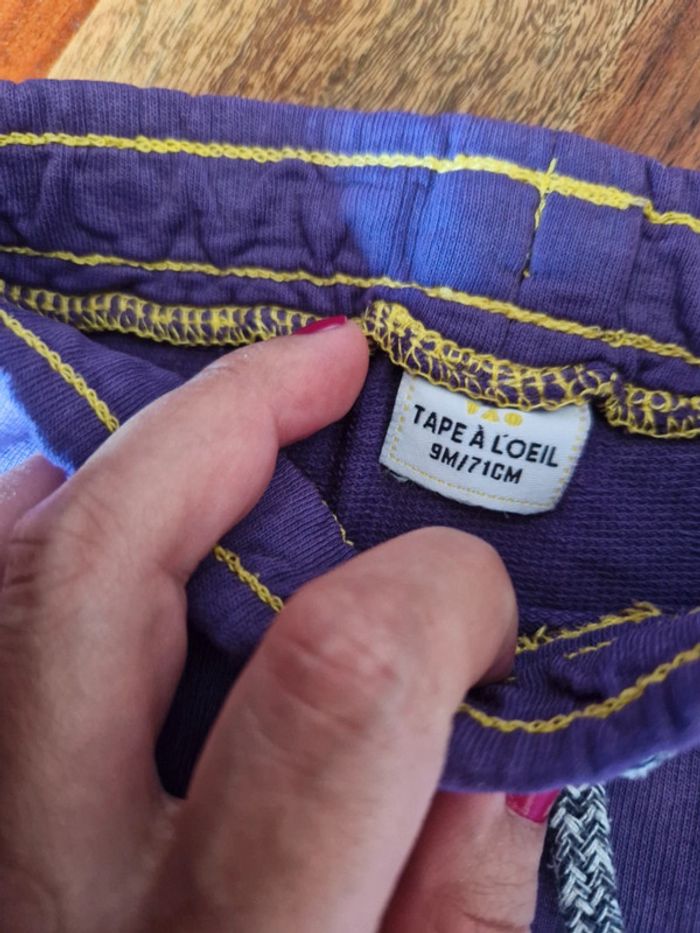 TAO
TAPE À L'OEIL
9M/71CM